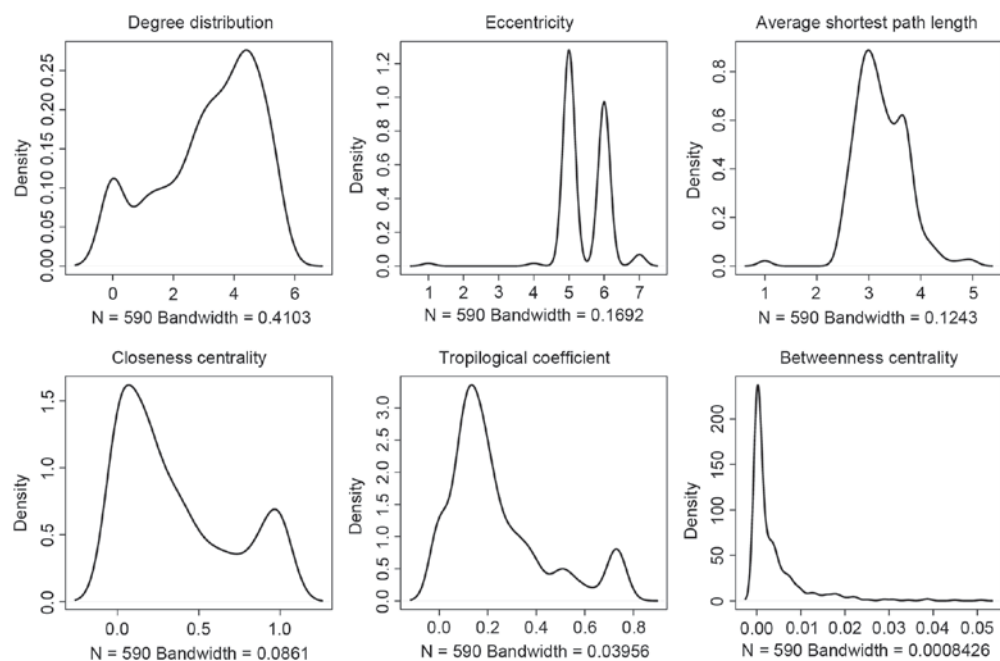 Degree distribution
Eccentricity
Average shortest path length
Density
0.00 0.05 0.10 0.15 0.20 0.25
0 2 4 6
N = 590 Bandwidth = 0.4103
Density
0.0 0.2 0.4 0.6 0.8 1.0 1.2
1 2 3 4 5 6 7
N = 590 Bandwidth = 0.1692
Density
0.0 0.2 0.4 0.6 0.8
1 2 3 4 5
N = 590 Bandwidth = 0.1243
Closeness centrality
Tropilogical coefficient
Betweenness centrality
Density
0.0 0.5 1.0 1.5
0.0 0.5 1.0
N = 590 Bandwidth = 0.0861
Density
0.0 0.5 1.0 1.5 2.0 2.5 3.0
0.0 0.2 0.4 0.6 0.8
N = 590 Bandwidth = 0.03956
Density
0 50 100 150 200
0.00 0.01 0.02 0.03 0.04 0.05
N = 590 Bandwidth = 0.0008426